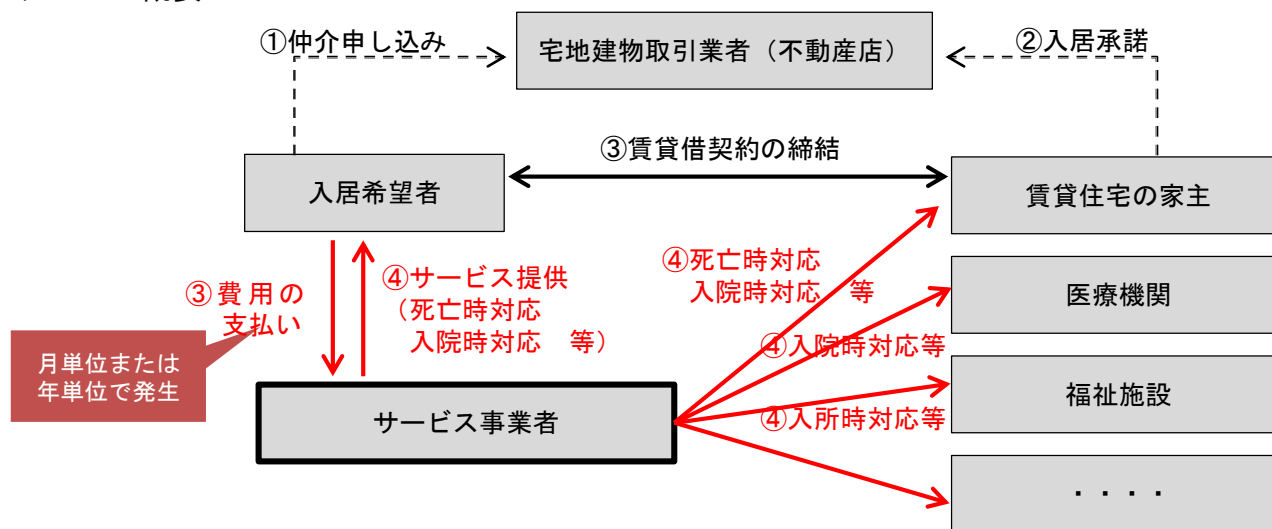 ①仲介申し込み
宅地建物取引業者（不動産店）
②入居承諾
③賃貸借契約の締結
入居希望者
賃貸住宅の家主
③費用の
支払い
④サービス提供
（死亡時対応
入院時対応　等）
④死亡時対応
入院時対応　等
医療機関
④入院時対応等
月単位または
年単位で発生
福祉施設
サービス事業者
④入所時対応等
・・・・